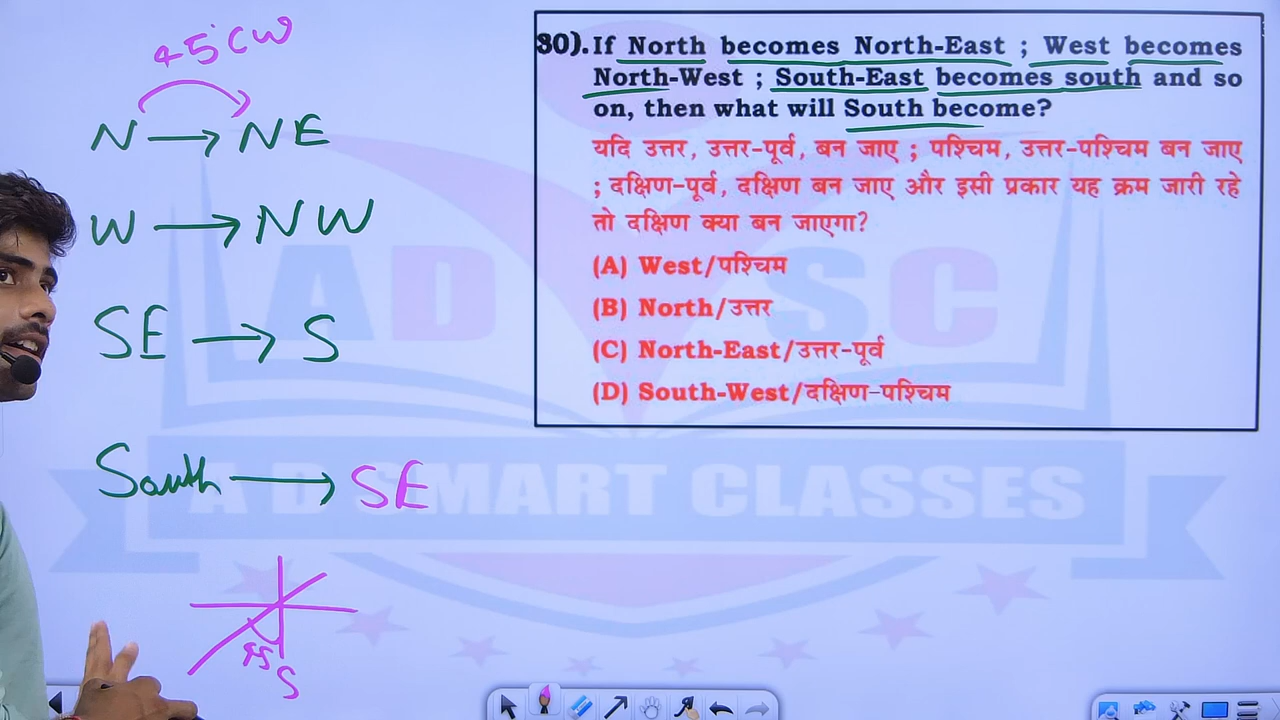 45°CW
N → NE
W → NW
SE → S
South → SE
45
S
30). If North becomes North-East ; West becomes
North-West ; South-East becomes south and so
on, then what will South become?
यदि उत्तर, उत्तर-पूर्व, बन जाए ; पश्चिम, उत्तर-पश्चिम बन जाए
; दक्षिण-पूर्व, दक्षिण बन जाए और इसी प्रकार यह क्रम जारी रहे
तो दक्षिण क्या बन जाएगा?
(A) West/पश्चिम
(B) North/उत्तर
(C) North-East/उत्तर-पूर्व
(D) South-West/दक्षिण-पश्चिम
AD SC
A D SMART CLASSES